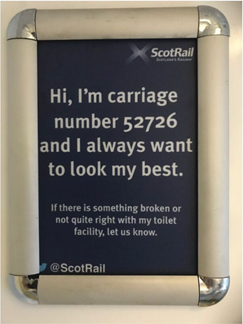 ScotRail
SCOTLAND'S RAILWAY
Hi, I'm carriage
number 52726
and I always want
to look my best.
If there is something broken or
not quite right with my toilet
facility, let us know.
@ScotRail